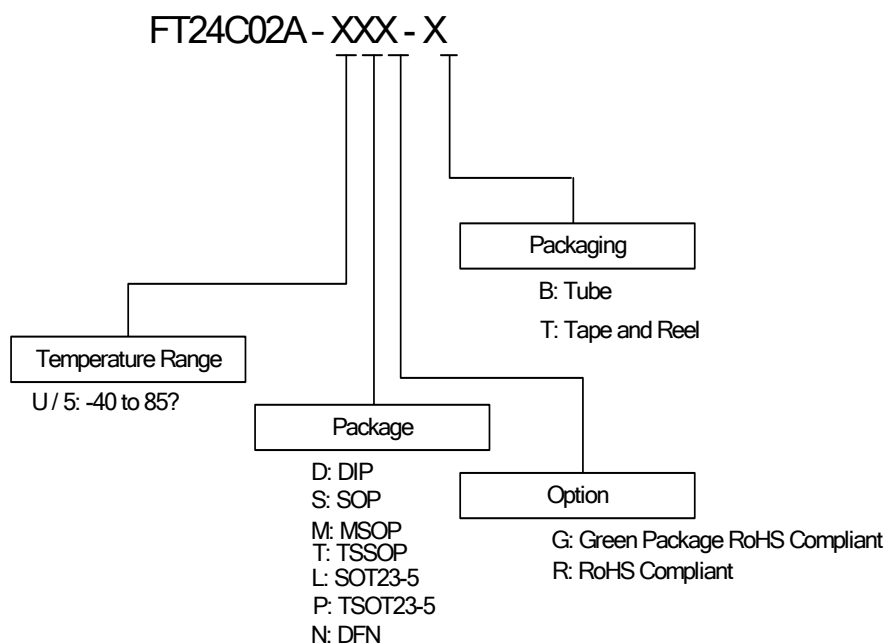 FT24C02A - XXX - X
Packaging
B: Tube
T: Tape and Reel
Temperature Range
U / 5: -40 to 85?
Package
D: DIP
S: SOP
M: MSOP
T: TSSOP
L: SOT23-5
P: TSOT23-5
N: DFN
Option
G: Green Package RoHS Compliant
R: RoHS Compliant